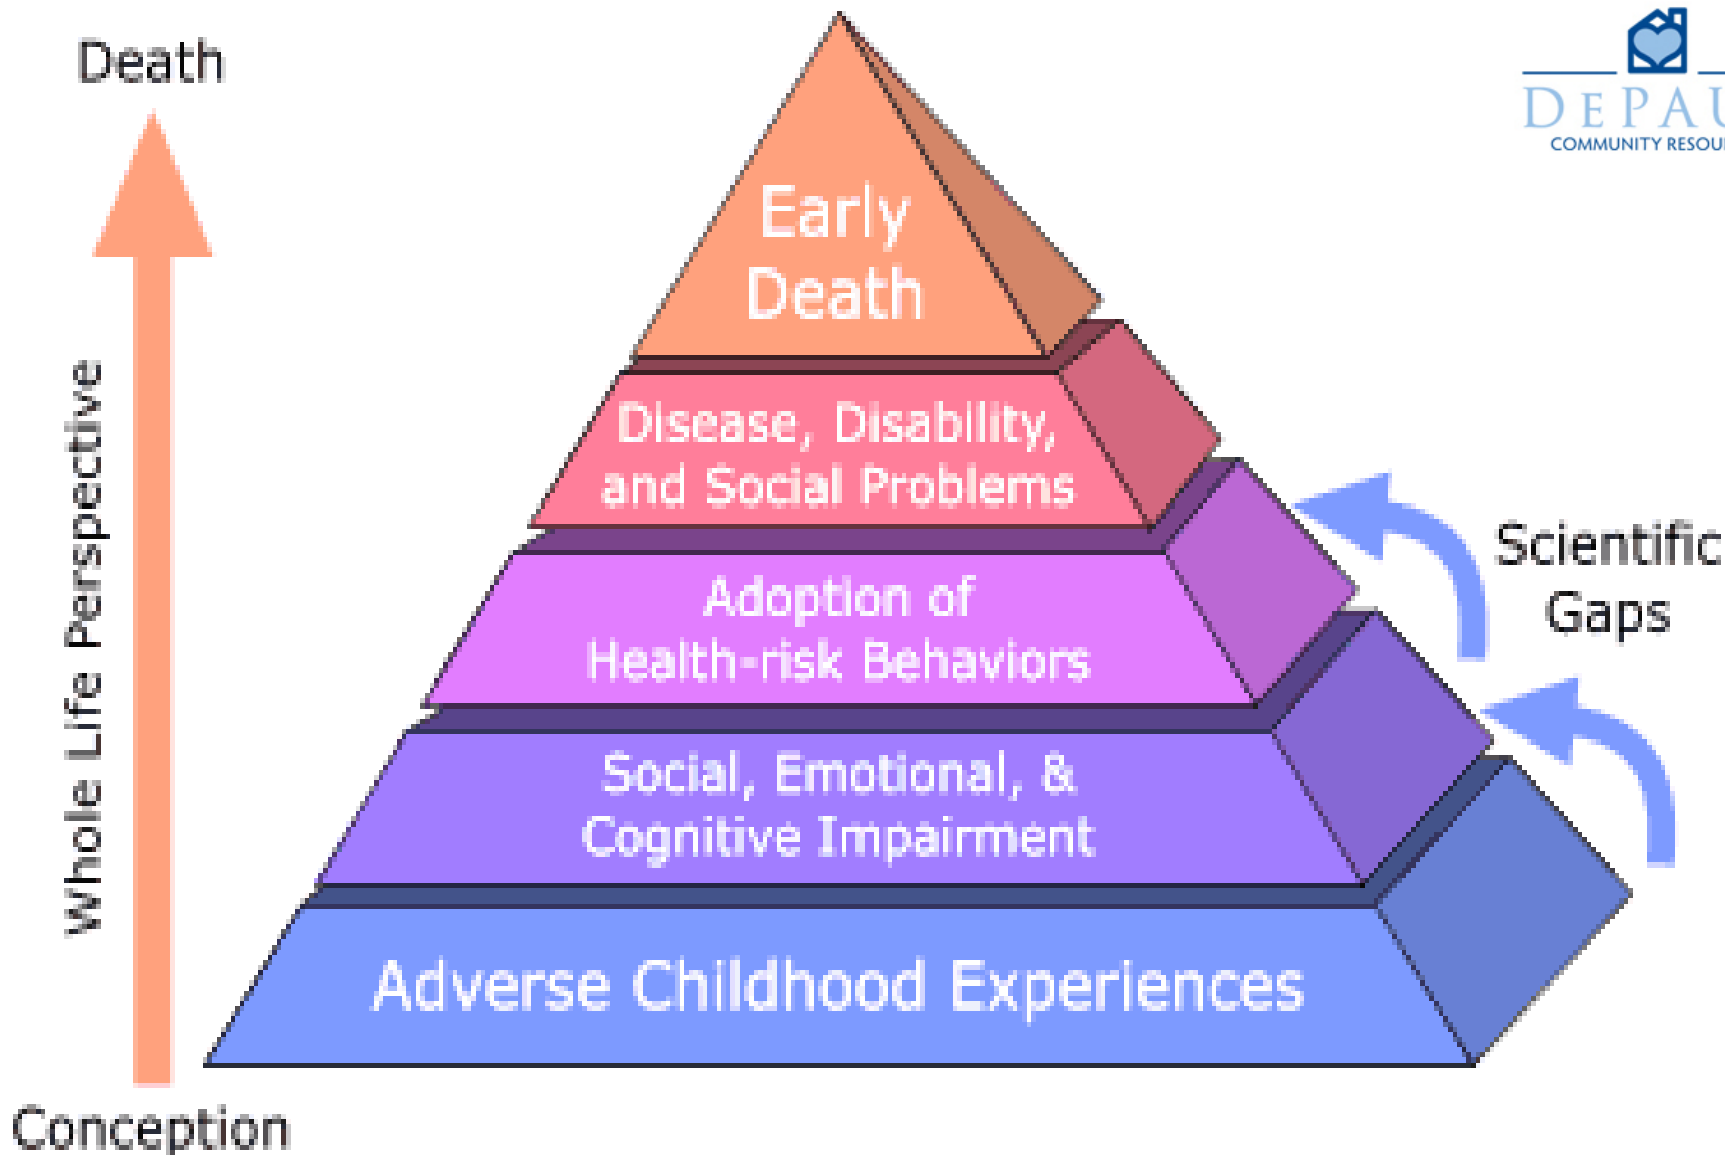 Death
DEPAU
COMMUNITY RESOU
Early
Death
Whole Life Perspective
Disease, Disability,
and Social Problems
Scientific
Gaps
Adoption of
Health-risk Behaviors
Social, Emotional, &
Cognitive Impairment
Adverse Childhood Experiences
Conception